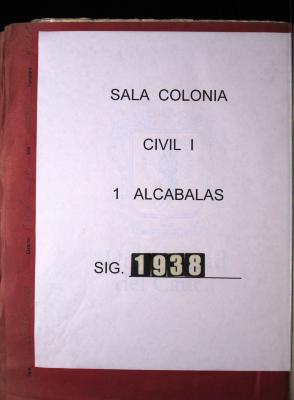 SALA COLONIA
CIVIL I
1 ALCABALAS
SIG. 1938